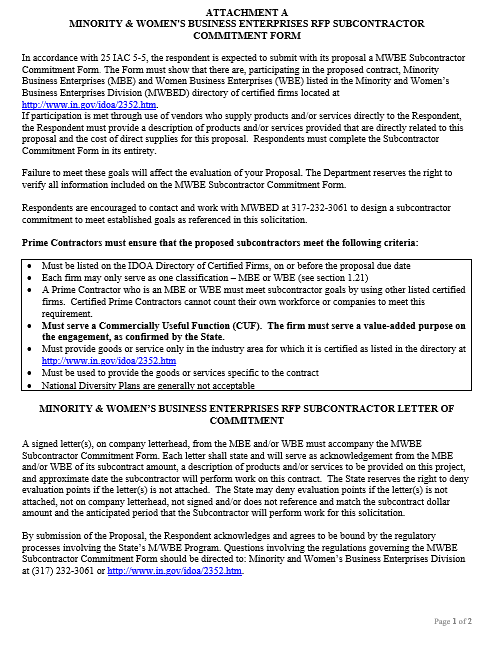 ATTACHMENT A
MINORITY & WOMEN'S BUSINESS ENTERPRISES RFP SUBCONTRACTOR
COMMITMENT FORM
In accordance with 25 IAC 5-5, the respondent is expected to submit with its proposal a MWBE Subcontractor
Commitment Form. The Form must show that there are, participating in the proposed contract, Minority
Business Enterprises (MBE) and Women Business Enterprises (WBE) listed in the Minority and Women's
Business Enterprises Division (MWBED) directory of certified firms located at
http://www.in.gov/idoa/2352.htm.
If participation is met through use of vendors who supply products and/or services directly to the Respondent,
the Respondent must provide a description of products and/or services provided that are directly related to this
proposal and the cost of direct supplies for this proposal. Respondents must complete the Subcontractor
Commitment Form in its entirety.
Failure to meet these goals will affect the evaluation of your Proposal. The Department reserves the right to
verify all information included on the MWBE Subcontractor Commitment Form.
Respondents are encouraged to contact and work with MWBED at 317-232-3061 to design a subcontractor
commitment to meet established goals as referenced in this solicitation.
Prime Contractors must ensure that the proposed subcontractors meet the following criteria:
• Must be listed on the IDOA Directory of Certified Firms, on or before the proposal due date
• Each firm may only serve as one classification – MBE or WBE (see section 1.21)
• A Prime Contractor who is an MBE or WBE must meet subcontractor goals by using other listed certified
firms. Certified Prime Contractors cannot count their own workforce or companies to meet this
requirement.
• Must serve a Commercially Useful Function (CUF). The firm must serve a value-added purpose on
the engagement, as confirmed by the State.
• Must provide goods or service only in the industry area for which it is certified as listed in the directory at
http://www.in.gov/idoa/2352.htm
• Must be used to provide the goods or services specific to the contract
• National Diversity Plans are generally not acceptable
MINORITY & WOMEN'S BUSINESS ENTERPRISES RFP SUBCONTRACTOR LETTER OF
COMMITMENT
A signed letter(s), on company letterhead, from the MBE and/or WBE must accompany the MWBE
Subcontractor Commitment Form. Each letter shall state and will serve as acknowledgement from the MBE
and/or WBE of its subcontract amount, a description of products and/or services to be provided on this project,
and approximate date the subcontractor will perform work on this contract. The State reserves the right to deny
evaluation points if the letter(s) is not attached. The State may deny evaluation points if the letter(s) is not
attached, not on company letterhead, not signed and/or does not reference and match the subcontract dollar
amount and the anticipated period that the Subcontractor will perform work for this solicitation.
By submission of the Proposal, the Respondent acknowledges and agrees to be bound by the regulatory
processes involving the State's M/WBE Program. Questions involving the regulations governing the MWBE
Subcontractor Commitment Form should be directed to: Minority and Women's Business Enterprises Division
at (317) 232-3061 or http://www.in.gov/idoa/2352.htm.
Page 1 of 2